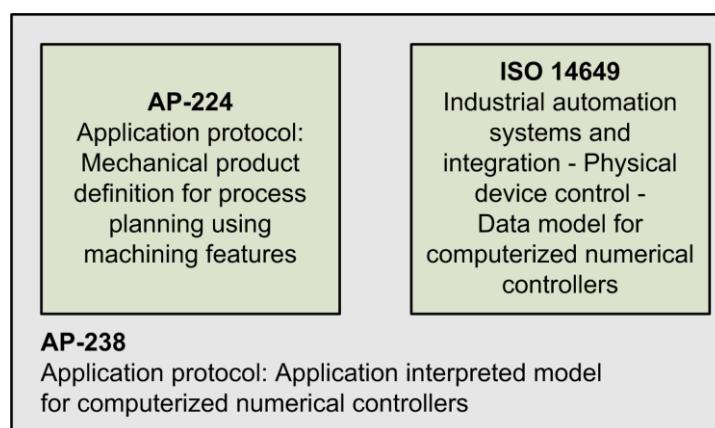 AP-224
Application protocol:
Mechanical product
definition for process
planning using
machining features
ISO 14649
Industrial automation
systems and
integration - Physical
device control -
Data model for
computerized numerical
controllers
AP-238
Application protocol: Application interpreted model
for computerized numerical controllers